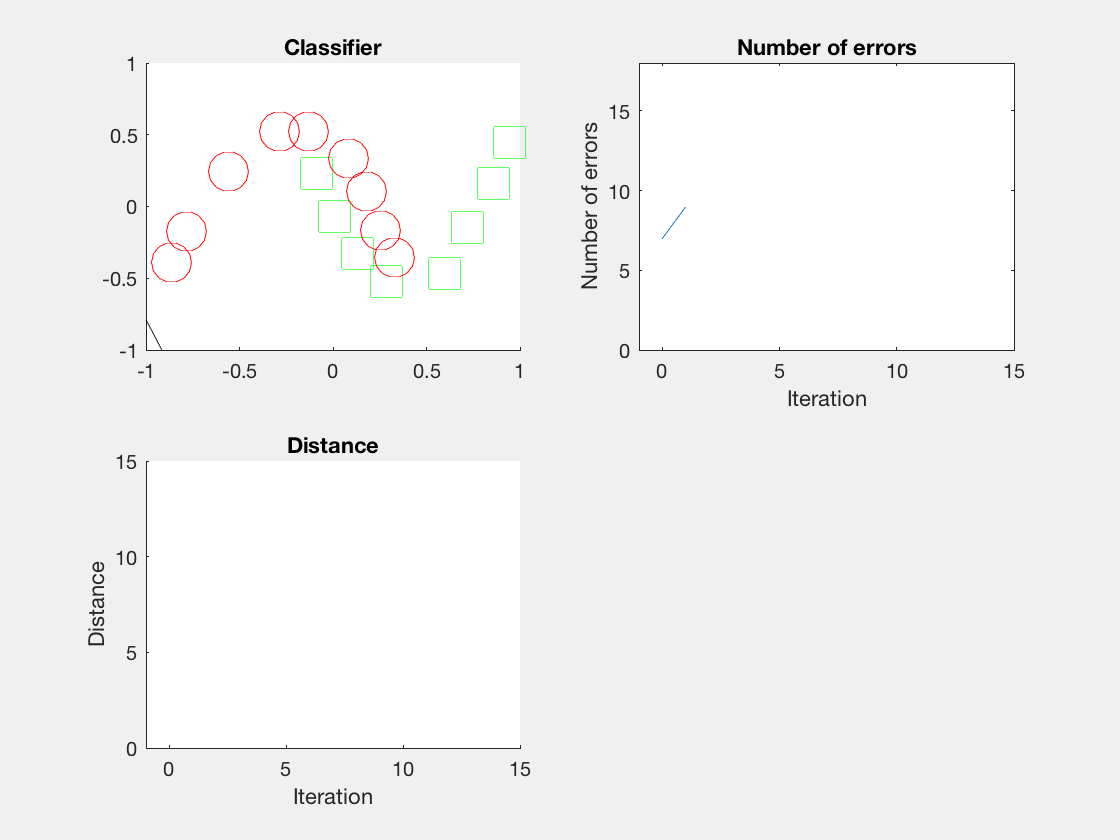 Classifier
1
0.5
0
-0.5
-1
-1 -0.5 0 0.5 1
Number of errors
Number of errors
15
10
5
0
0 5 10 15
Iteration
Distance
Distance
15
10
5
0
0 5 10 15
Iteration